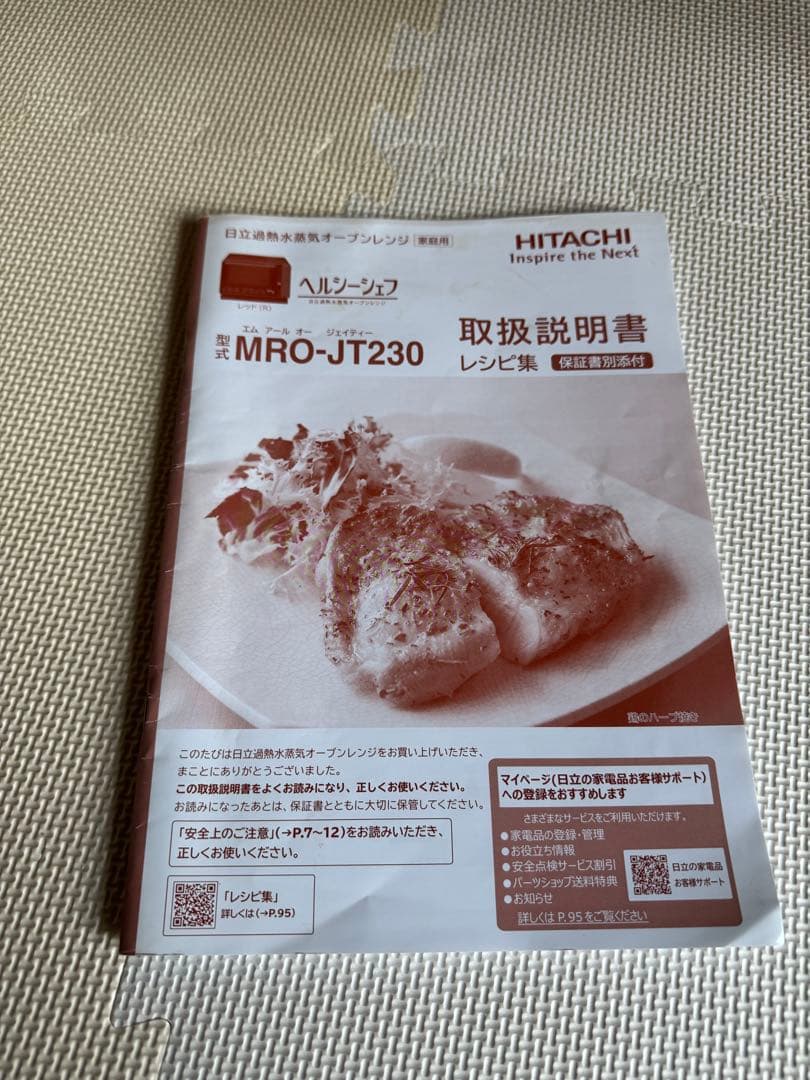 日立過熱水蒸気オーブンレンジ 家庭用
HITACHI
Inspire the Next
レッド(R)
ヘルシーシェフ
日立過熱水蒸気オーブンレンジ
エム アール オー ジェイティー
型式 MRO-JT230
取扱説明書
レシピ集 保証書別添付
鶏のハーブ焼き
このたびは日立過熱水蒸気オーブンレンジをお買い上げいただき、
まことにありがとうございました。
この取扱説明書をよくお読みになり、正しくお使いください。
お読みになったあとは、保証書とともに大切に保管してください。
「安全上のご注意」(→P.7~12)をお読みいただき、
正しくお使いください。
「レシピ集」
詳しくは(→P.95)
マイページ(日立の家電品お客様サポート)
への登録をおすすめします
さまざまなサービスをご利用いただけます。
●家電品の登録・管理
●お役立ち情報
●安全点検サービス割引
●パーツショップ送料特典
●お知らせ
日立の家電品
お客様サポート
詳しくは P.95 をご覧ください